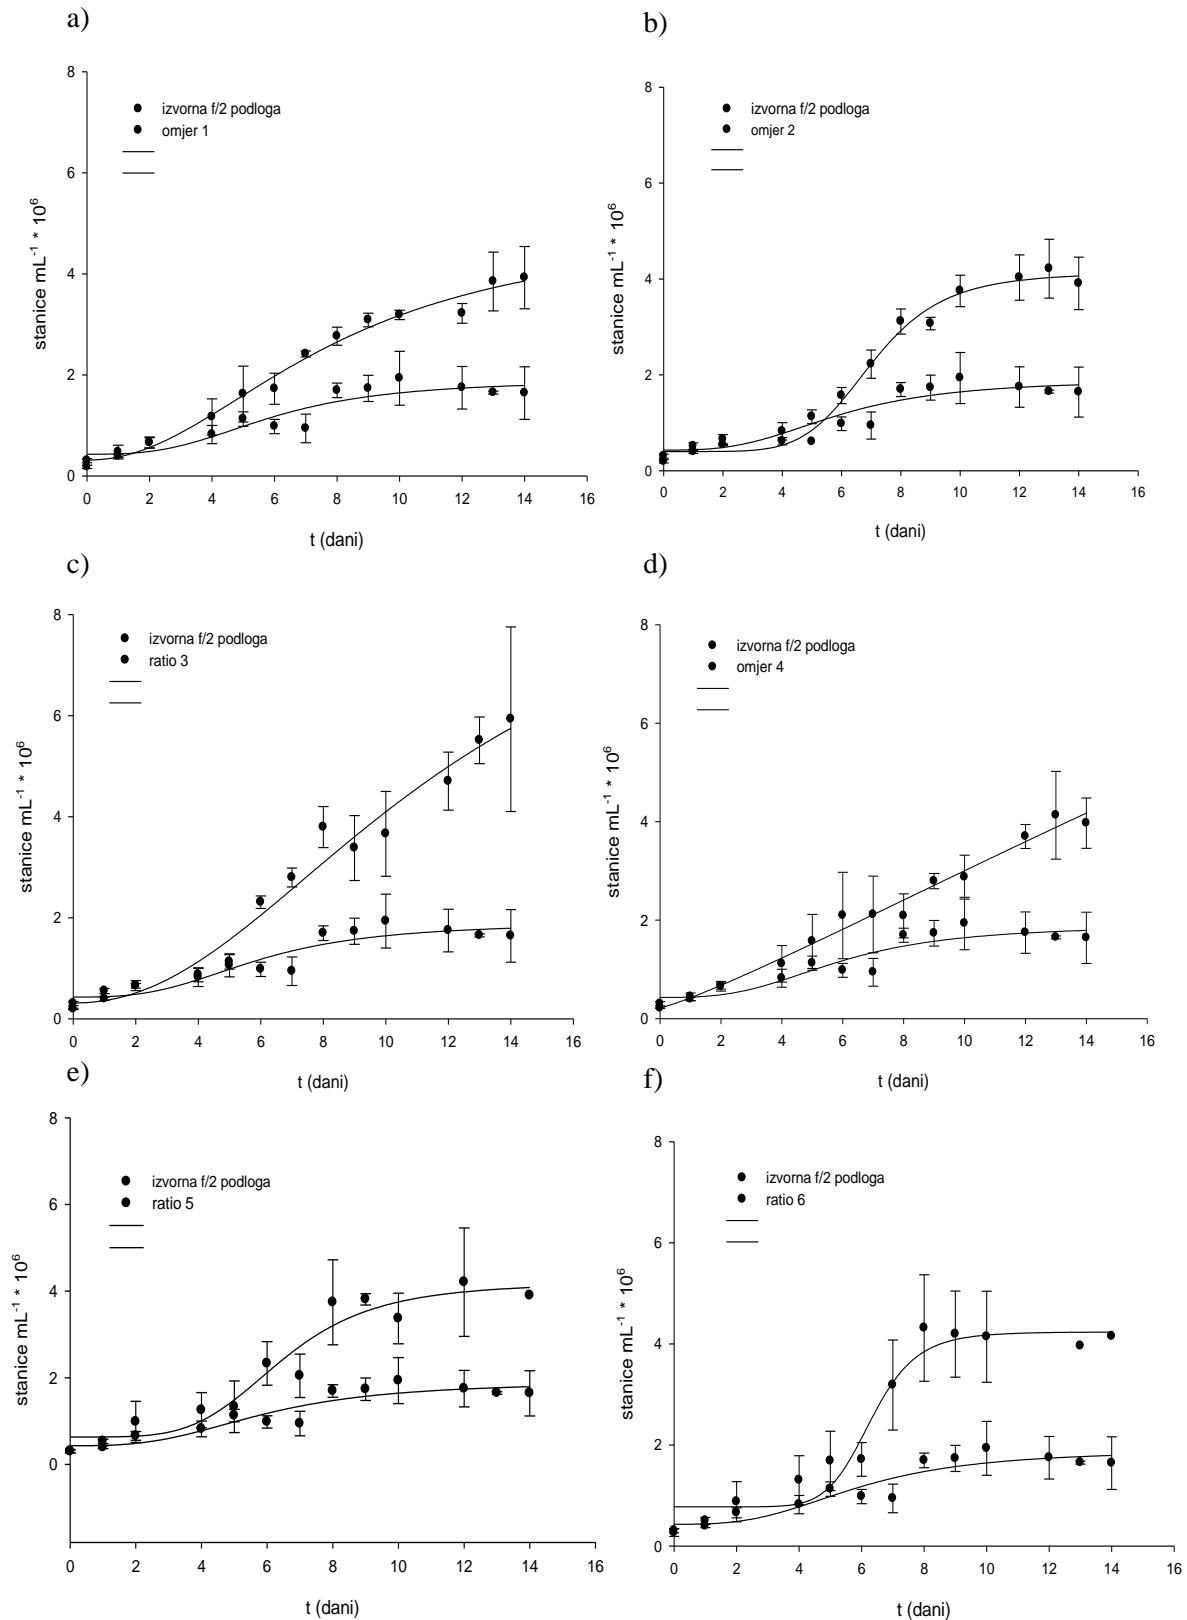 a)
stanice mL⁻¹ * 10⁶
8
6
4
2
0
izvorna f/2 podloga
omjer 1
0 2 4 6 8 10 12 14 16
t (dani)
b)
stanice mL⁻¹ * 10⁶
8
6
4
2
0
izvorna f/2 podloga
omjer 2
0 2 4 6 8 10 12 14 16
t (dani)
c)
stanice mL⁻¹ * 10⁶
8
6
4
2
0
izvorna f/2 podloga
ratio 3
0 2 4 6 8 10 12 14 16
t (dani)
d)
stanice mL⁻¹ * 10⁶
8
6
4
2
0
izvorna f/2 podloga
omjer 4
0 2 4 6 8 10 12 14 16
t (dani)
e)
stanice mL⁻¹ * 10⁶
8
6
4
2
0
izvorna f/2 podloga
ratio 5
0 2 4 6 8 10 12 14 16
t (dani)
f)
stanice mL⁻¹ * 10⁶
8
6
4
2
0
izvorna f/2 podloga
ratio 6
0 2 4 6 8 10 12 14 16
t (dani)